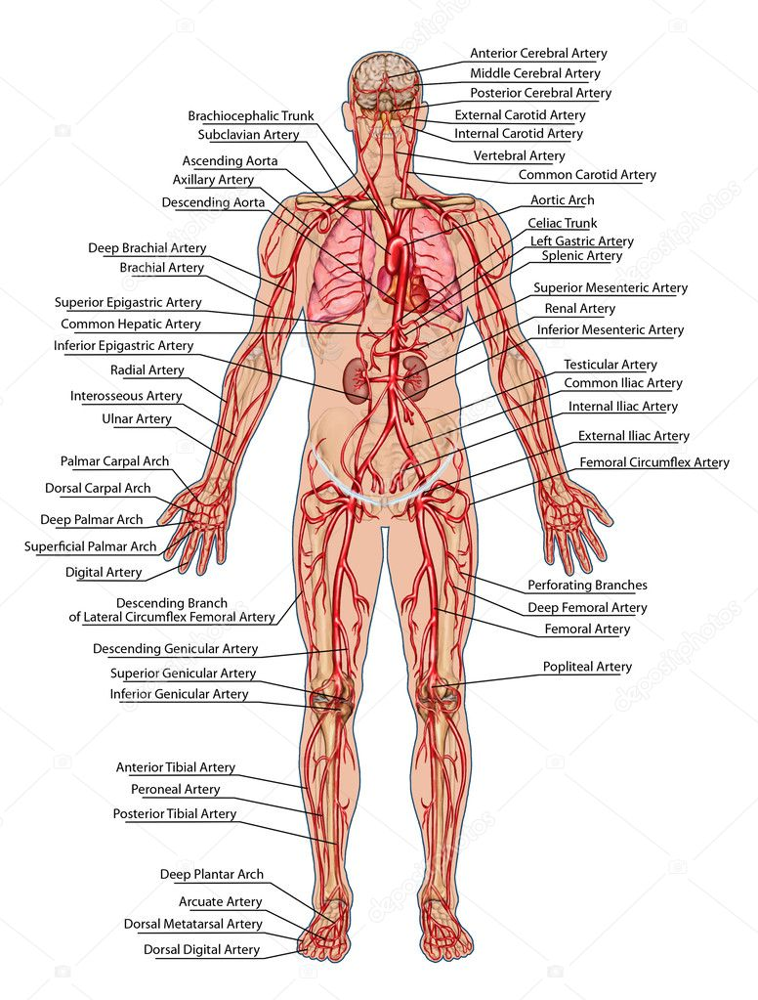 Anterior Cerebral Artery
Middle Cerebral Artery
Posterior Cerebral Artery
External Carotid Artery
Internal Carotid Artery
Vertebral Artery
Common Carotid Artery
Aortic Arch
Celiac Trunk
Left Gastric Artery
Splenic Artery
Superior Mesenteric Artery
Renal Artery
Inferior Mesenteric Artery
Testicular Artery
Common Iliac Artery
Internal Iliac Artery
External Iliac Artery
Femoral Circumflex Artery
Perforating Branches
Deep Femoral Artery
Femoral Artery
Popliteal Artery
Brachiocephalic Trunk
Subclavian Artery
Ascending Aorta
Axillary Artery
Descending Aorta
Deep Brachial Artery
Brachial Artery
Superior Epigastric Artery
Common Hepatic Artery
Inferior Epigastric Artery
Radial Artery
Interosseous Artery
Ulnar Artery
Palmar Carpal Arch
Dorsal Carpal Arch
Deep Palmar Arch
Superficial Palmar Arch
Digital Artery
Descending Branch
of Lateral Circumflex Femoral Artery
Descending Genicular Artery
Superior Genicular Artery
Inferior Genicular Artery
Anterior Tibial Artery
Peroneal Artery
Posterior Tibial Artery
Deep Plantar Arch
Arcuate Artery
Dorsal Metatarsal Artery
Dorsal Digital Artery
depositphotos
depositphotos
depositphotos
depositphotos